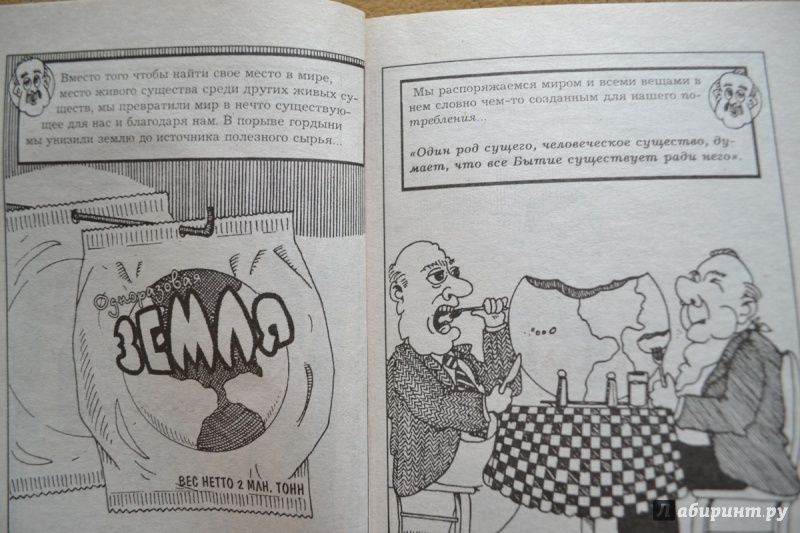 Вместо того чтобы найти свое место в мире,
место живого существа среди других живых су-
ществ, мы превратили мир в нечто существую-
щее для нас и благодаря нам. В порыве гордыни
мы унизили землю до источника полезного сырья...
Одноразовая
ЗЕМЛЯ
ВЕС НЕТТО 2 МЛН. ТОНН
Мы распоряжаемся миром и всеми вещами в
нем словно чем-то созданным для нашего по-
требления...
«Один род сущего, человеческое существо, ду-
мает, что все Бытие существует ради него».
Лабиринт.ру